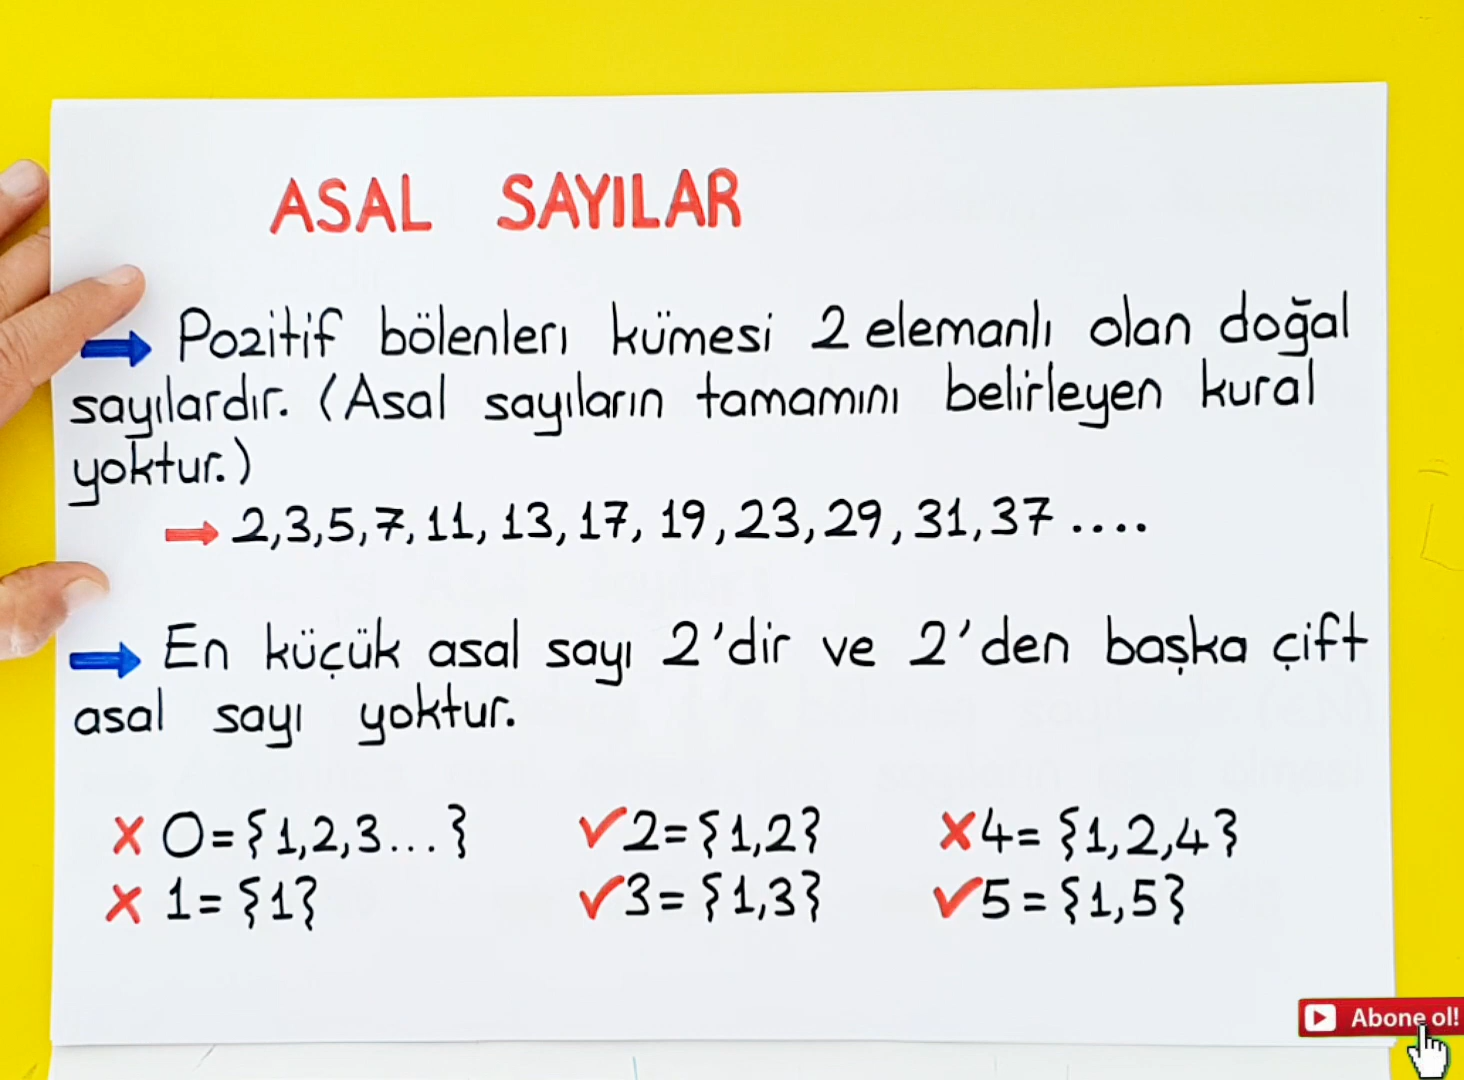 ASAL SAYILAR
→ Pozitif bölenleri kümesi 2 elemanlı olan doğal
sayılardır. (Asal sayıların tamamını belirleyen kural
yoktur.)
→ 2,3,5,7,11, 13,17, 19,23,29,31,37 ....
→ En küçük asal sayı 2'dir ve 2'den başka çift
asal sayı yoktur.
✗ 0={1,2,3...} ✓2={1,2} ✗4={1,2,4}
✗ 1={1} ✓3={1,3} ✓5={1,5}
Abone ol!